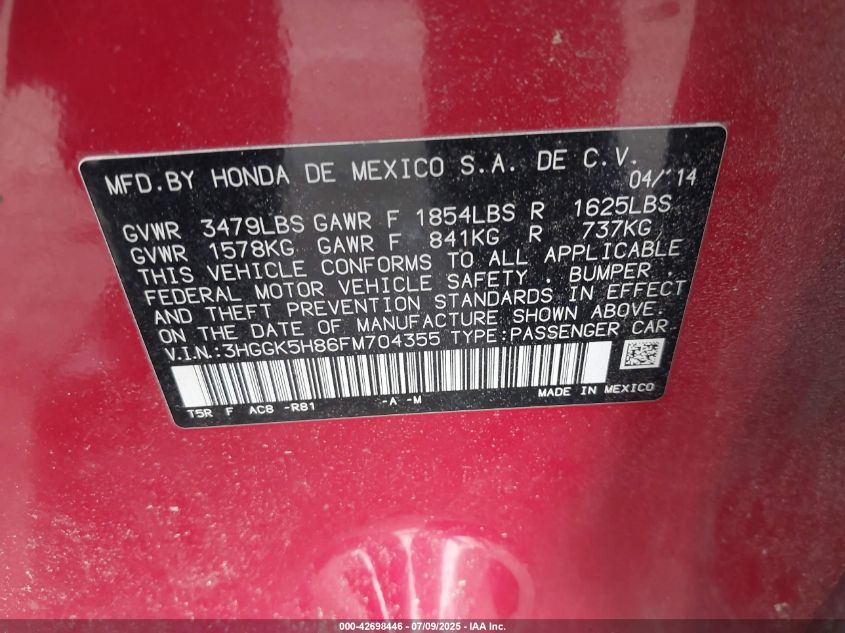 MFD.BY HONDA DE MEXICO S.A. DE C.V.
04/'14
GVWR 3479LBS GAWR F 1854LBS R 1625LBS
GVWR 1578KG GAWR F 841KG R 737KG
THIS VEHICLE CONFORMS TO ALL APPLICABLE
FEDERAL MOTOR VEHICLE SAFETY , BUMPER ,
AND THEFT PREVENTION STANDARDS IN EFFECT
ON THE DATE OF MANUFACTURE SHOWN ABOVE.
V.I.N.:3HGGK5H86FM704355 TYPE:PASSENGER CAR
MADE IN MEXICO
T5R F AC8 -R81 -A -M
000-42698446 - 07/09/2025 - IAA Inc.